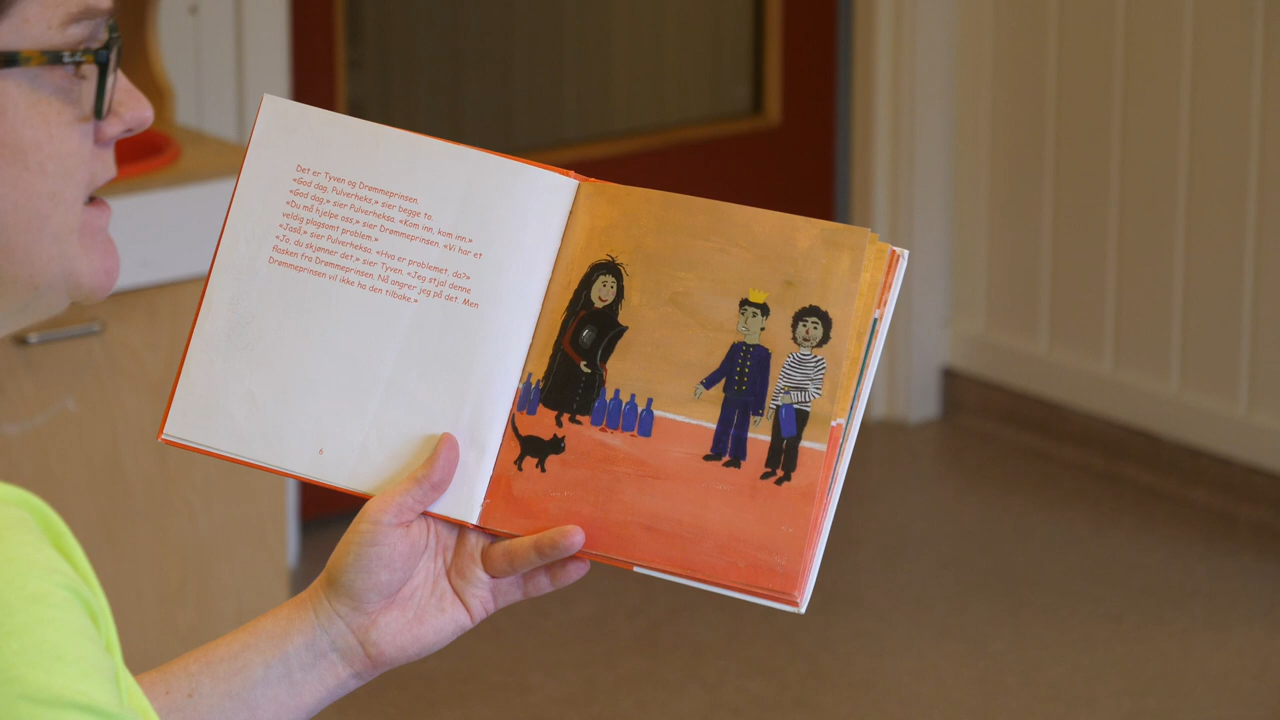 Det er Tyven og Drømmeprinsen.
«God dag, Pulverheks,» sier begge to.
«God dag,» sier Pulverheksa. «Kom inn, kom inn.»
«Du må hjelpe oss,» sier Drømmeprinsen. «Vi har et
veldig plagsomt problem.»
«Jaså,» sier Pulverheksa. «Hva er problemet, da?»
«Jo, du skjønner det,» sier Tyven. «Jeg stjal denne
flasken fra Drømmeprinsen. Nå angrer jeg på det. Men
Drømmeprinsen vil ikke ha den tilbake.»
6